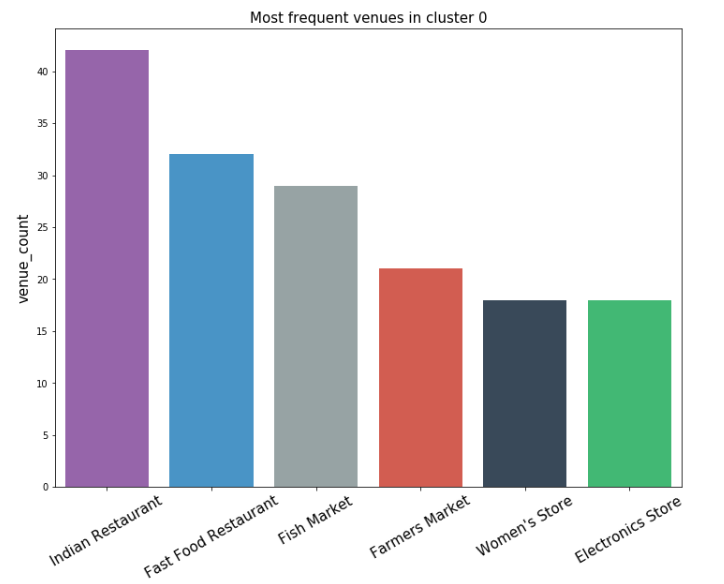 Most frequent venues in cluster 0
venue_count
40
35
30
25
20
15
10
5
0
Indian Restaurant
Fast Food Restaurant
Fish Market
Farmers Market
Women's Store
Electronics Store